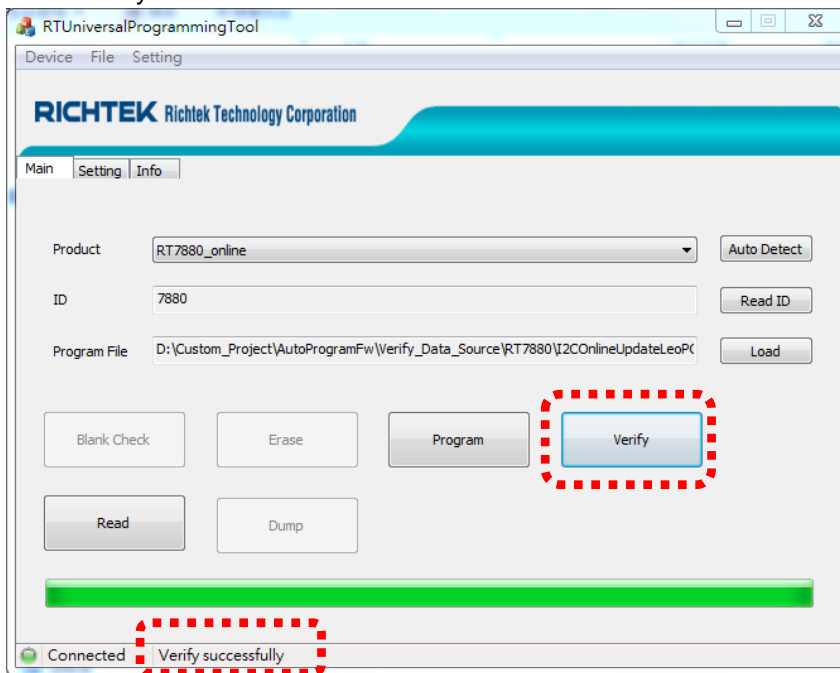 RTUniversalProgrammingTool
Device File Setting
RICHTEK Richtek Technology Corporation
Main Setting Info
Product RT7880_online Auto Detect
ID 7880 Read ID
Program File D:\Custom_Project\AutoProgramFw\Verify_Data_Source\RT7880\I2COnlineUpdateLeoP Load
Blank Check Erase Program Verify
Read Dump
Connected Verify successfully